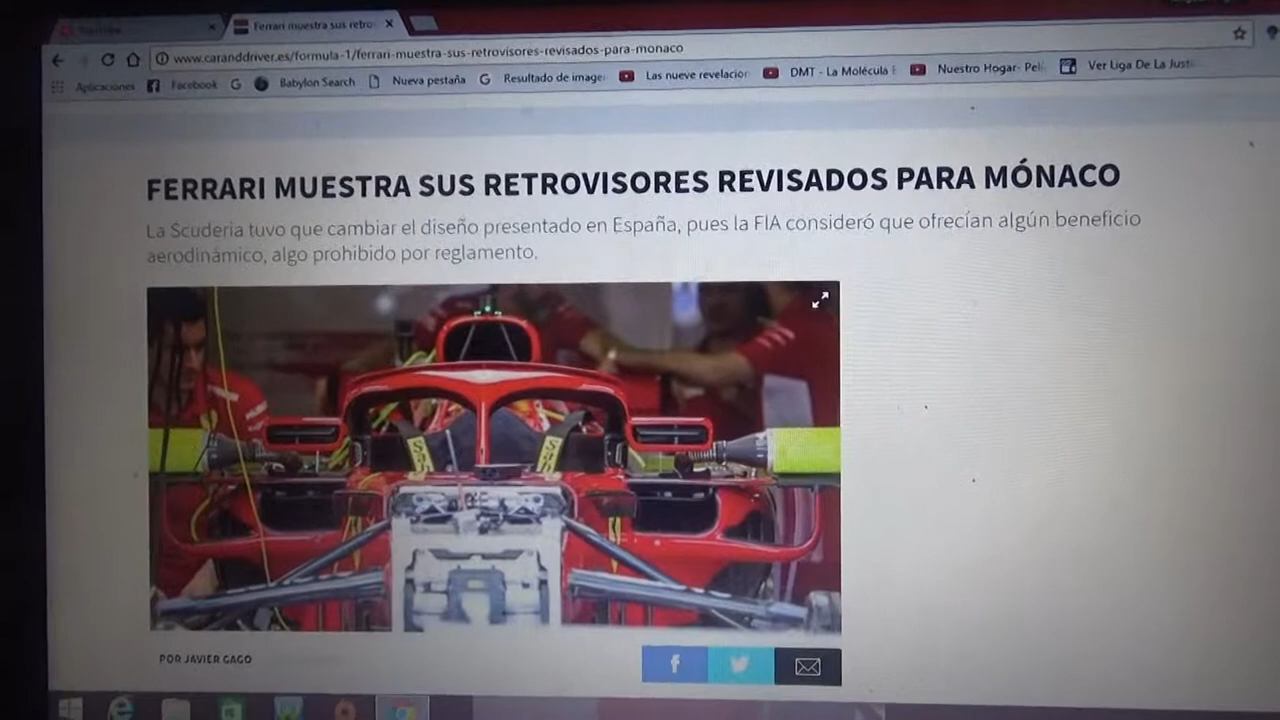 Ferrari muestra sus retro
www.caranddriver.es/formula-1/ferrari-muestra-sus-retrovisores-revisados-para-monaco
Aplicaciones Facebook Babylon Search Nueva pestaña Resultado de image Las nueve revelacion DMT - La Molécula Nuestro Hogar- Pel Ver Liga De La Justi
FERRARI MUESTRA SUS RETROVISORES REVISADOS PARA MÓNACO
La Scuderia tuvo que cambiar el diseño presentado en España, pues la FIA consideró que ofrecían algún beneficio
aerodinámico, algo prohibido por reglamento.
POR JAVIER GAGO